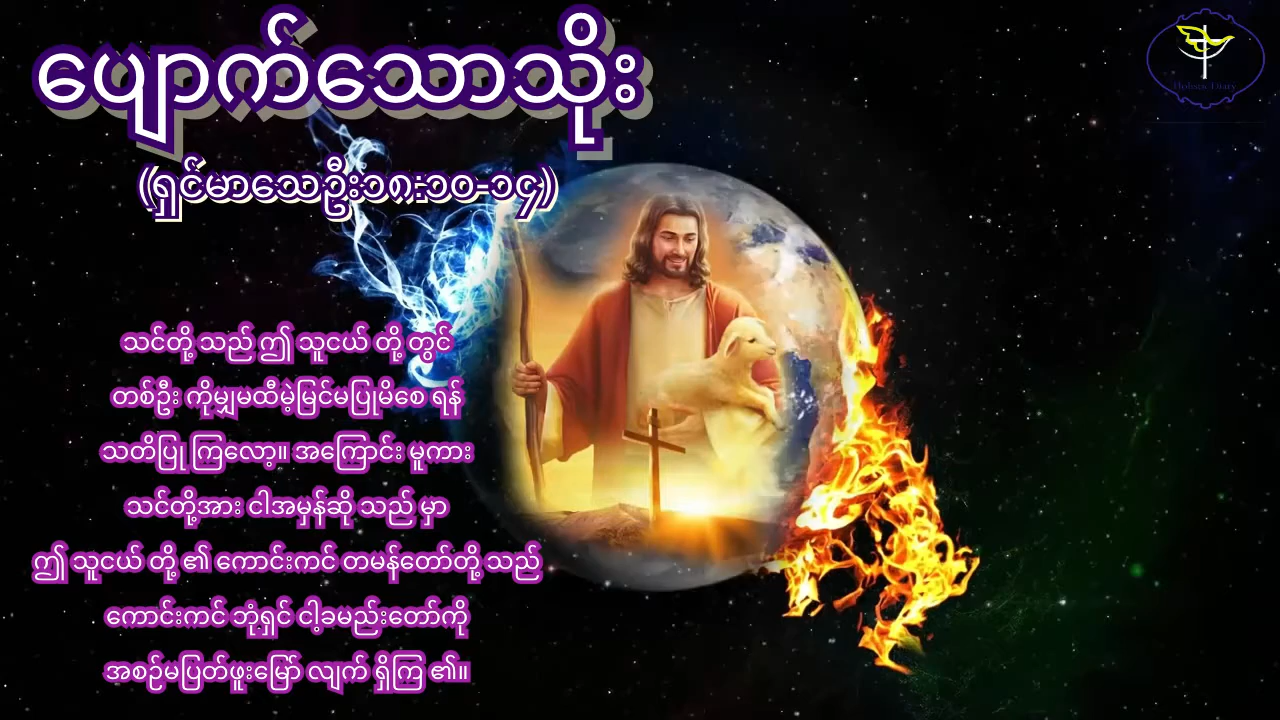 ပျောက်သောသိုး
(ရှင်မာသေဦး၁၈:၁၀-၁၄)
သင်တို့ သည် ဤ သူငယ် တို့ တွင်
တစ်ဦး ကိုမျှမထီမဲ့မြင်မပြုမိစေ ရန်
သတိပြု ကြလော့။ အကြောင်း မူကား
သင်တို့အား ငါအမှန်ဆို သည် မှာ
ဤ သူငယ် တို့ ၏ ကောင်းကင် တမန်တော်တို့ သည်
ကောင်းကင် ဘုံရှင် ငါ့ခမည်းတော်ကို
အစဉ်မပြတ်ဖူးမြော် လျက် ရှိကြ ၏။
Diary